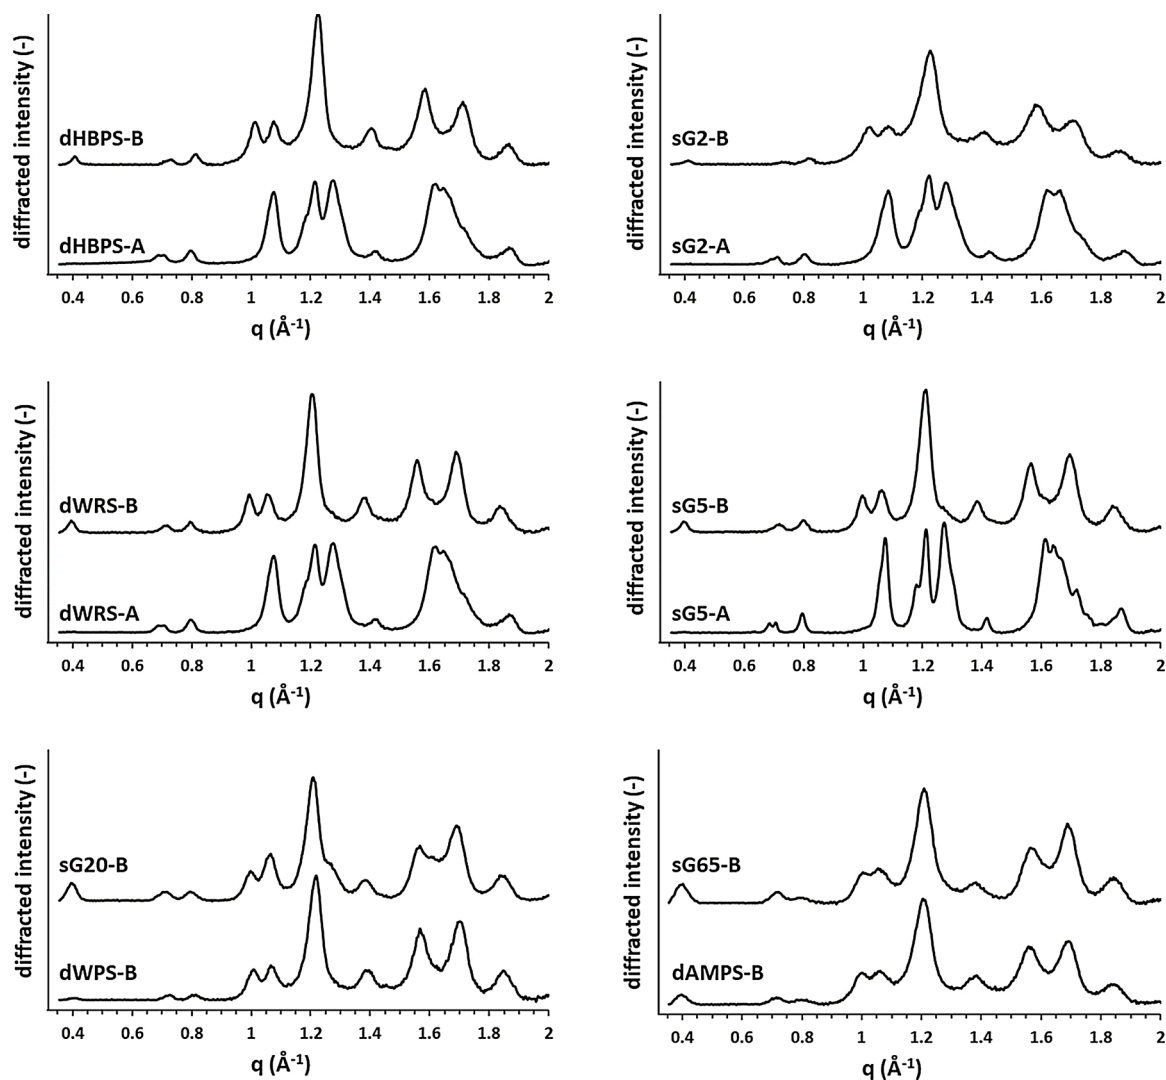 diffracted intensity (-)
dHBPS-B
dHBPS-A
0.4 0.6 0.8 1 1.2 1.4 1.6 1.8 2
q (Å⁻¹)
diffracted intensity (-)
sG2-B
sG2-A
0.4 0.6 0.8 1 1.2 1.4 1.6 1.8 2
q (Å⁻¹)
diffracted intensity (-)
dWRS-B
dWRS-A
0.4 0.6 0.8 1 1.2 1.4 1.6 1.8 2
q (Å⁻¹)
diffracted intensity (-)
sG5-B
sG5-A
0.4 0.6 0.8 1 1.2 1.4 1.6 1.8 2
q (Å⁻¹)
diffracted intensity (-)
sG20-B
dWPS-B
0.4 0.6 0.8 1 1.2 1.4 1.6 1.8 2
q (Å⁻¹)
diffracted intensity (-)
sG65-B
dAMPS-B
0.4 0.6 0.8 1 1.2 1.4 1.6 1.8 2
q (Å⁻¹)